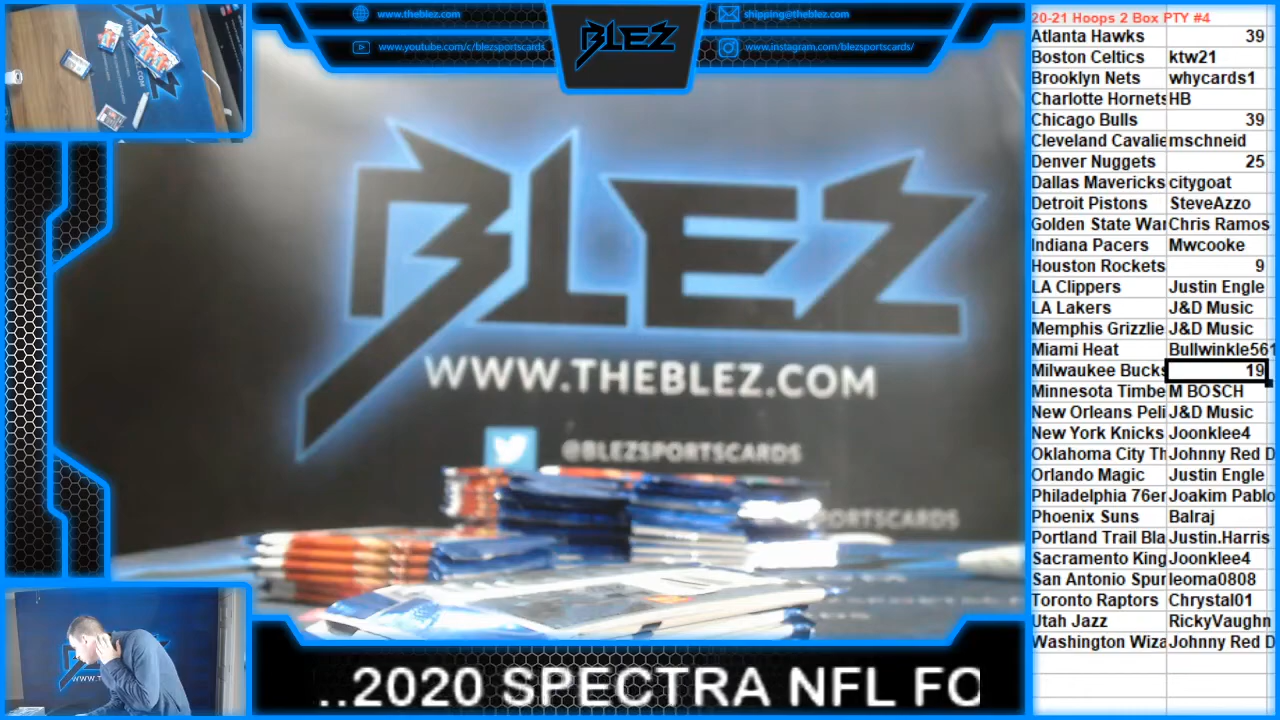 www.theblez.com
www.youtube.com/c/blezsportscards
BLEZ
shipping@theblez.com
www.instagram.com/blezsportscards/
BLEZ
WWW.THEBLEZ.COM
@BLEZSPORTSCARDS
PORTSCARDS
..2020 SPECTRA NFL FO
20-21 Hoops 2 Box PTY #4
Atlanta Hawks 39
Boston Celtics ktw21
Brooklyn Nets whycards1
Charlotte Hornets HB
Chicago Bulls 39
Cleveland Cavalie mschneid
Denver Nuggets 25
Dallas Mavericks citygoat
Detroit Pistons SteveAzzo
Golden State War Chris Ramos
Indiana Pacers Mwcooke
Houston Rockets 9
LA Clippers Justin Engle
LA Lakers J&D Music
Memphis Grizzlie J&D Music
Miami Heat Bullwinkle561
Milwaukee Bucks 19
Minnesota Timbe M BOSCH
New Orleans Peli J&D Music
New York Knicks Joonklee4
Oklahoma City Th Johnny Red D
Orlando Magic Justin Engle
Philadelphia 76er Joakim Pablo
Phoenix Suns Balraj
Portland Trail Bla Justin.Harris
Sacramento King Joonklee4
San Antonio Spur leoma0808
Toronto Raptors Chrystal01
Utah Jazz RickyVaughn
Washington Wiza Johnny Red D